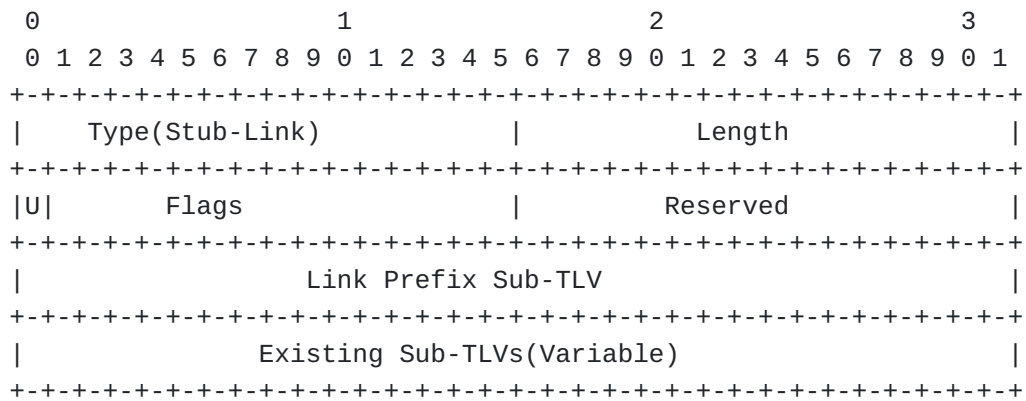 0                   1                   2                   3
 0 1 2 3 4 5 6 7 8 9 0 1 2 3 4 5 6 7 8 9 0 1 2 3 4 5 6 7 8 9 0 1
+-+-+-+-+-+-+-+-+-+-+-+-+-+-+-+-+-+-+-+-+-+-+-+-+-+-+-+-+-+-+-+-+
|    Type(Stub-Link)            |           Length              |
+-+-+-+-+-+-+-+-+-+-+-+-+-+-+-+-+-+-+-+-+-+-+-+-+-+-+-+-+-+-+-+-+
|U|       Flags                 |         Reserved              |
+-+-+-+-+-+-+-+-+-+-+-+-+-+-+-+-+-+-+-+-+-+-+-+-+-+-+-+-+-+-+-+-+
|                  Link Prefix Sub-TLV                          |
+-+-+-+-+-+-+-+-+-+-+-+-+-+-+-+-+-+-+-+-+-+-+-+-+-+-+-+-+-+-+-+-+
|               Existing Sub-TLVs(Variable)                     |
+-+-+-+-+-+-+-+-+-+-+-+-+-+-+-+-+-+-+-+-+-+-+-+-+-+-+-+-+-+-+-+-+